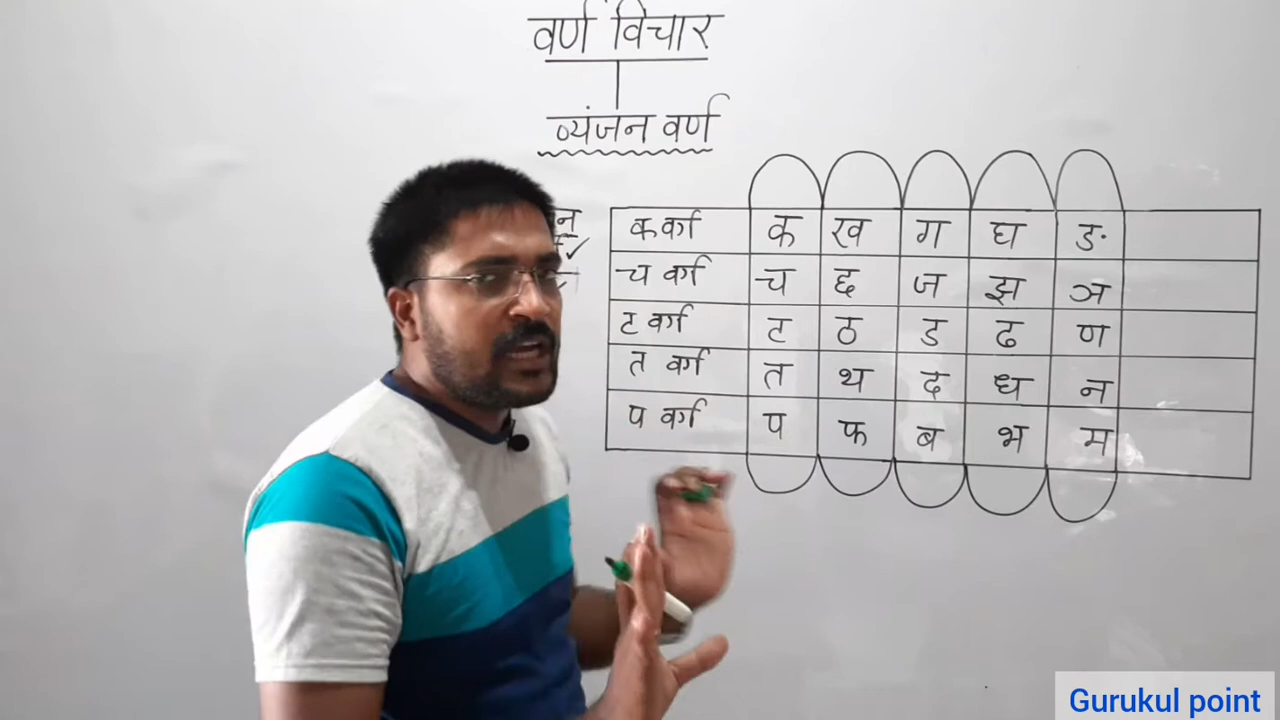 वर्ण विचार
व्यंजन वर्ण
न
क वर्ग क ख ग घ ङ
च वर्ग च छ ज झ ञ
ट वर्ग ट ठ ड ढ ण
त वर्ग त थ द ध न
प वर्ग प फ ब भ म
Gurukul point